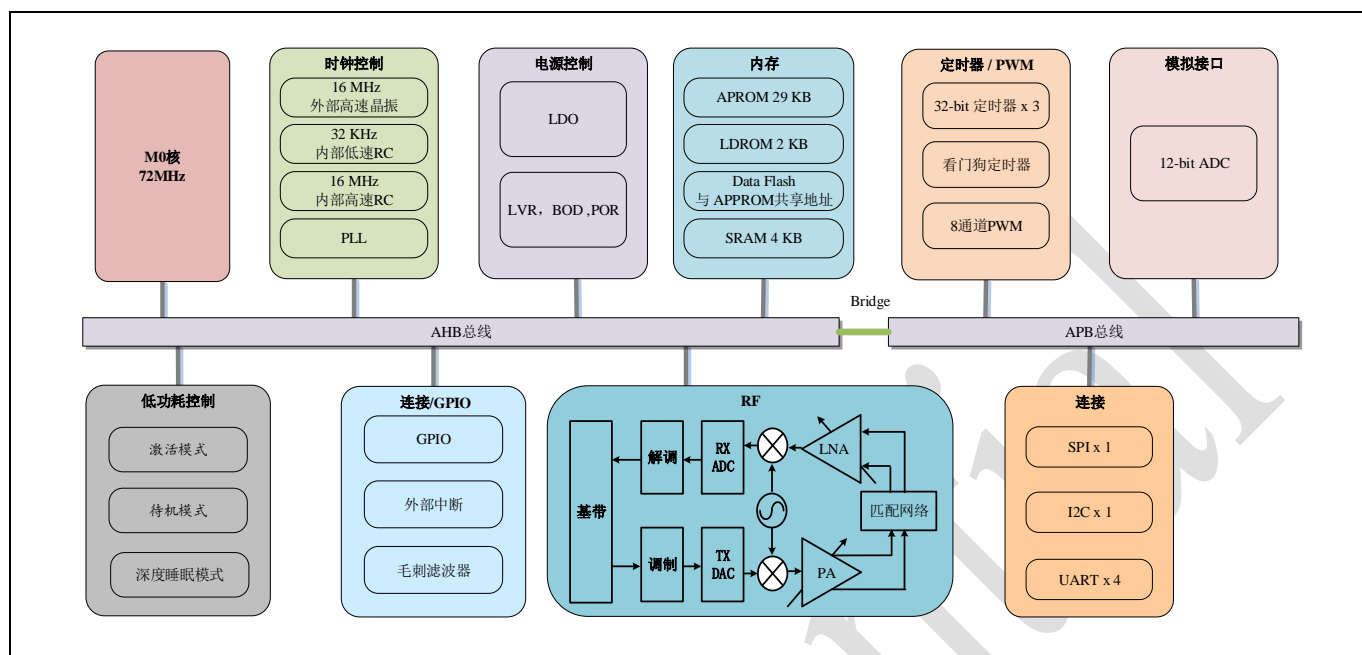 M0核
72MHz
时钟控制
16 MHz
外部高速晶振
32 KHz
内部低速RC
16 MHz
内部高速RC
PLL
电源控制
LDO
LVR，BOD ,POR
内存
APROM 29 KB
LDROM 2 KB
Data Flash
与 APPROM共享地址
SRAM 4 KB
定时器 / PWM
32-bit 定时器 x 3
看门狗定时器
8通道PWM
模拟接口
12-bit ADC
AHB总线
Bridge
APB总线
低功耗控制
激活模式
待机模式
深度睡眠模式
连接/GPIO
GPIO
外部中断
毛刺滤波器
RF
基带
解调
RX
ADC
LNA
匹配网络
调制
TX
DAC
PA
连接
SPI x 1
I2C x 1
UART x 4